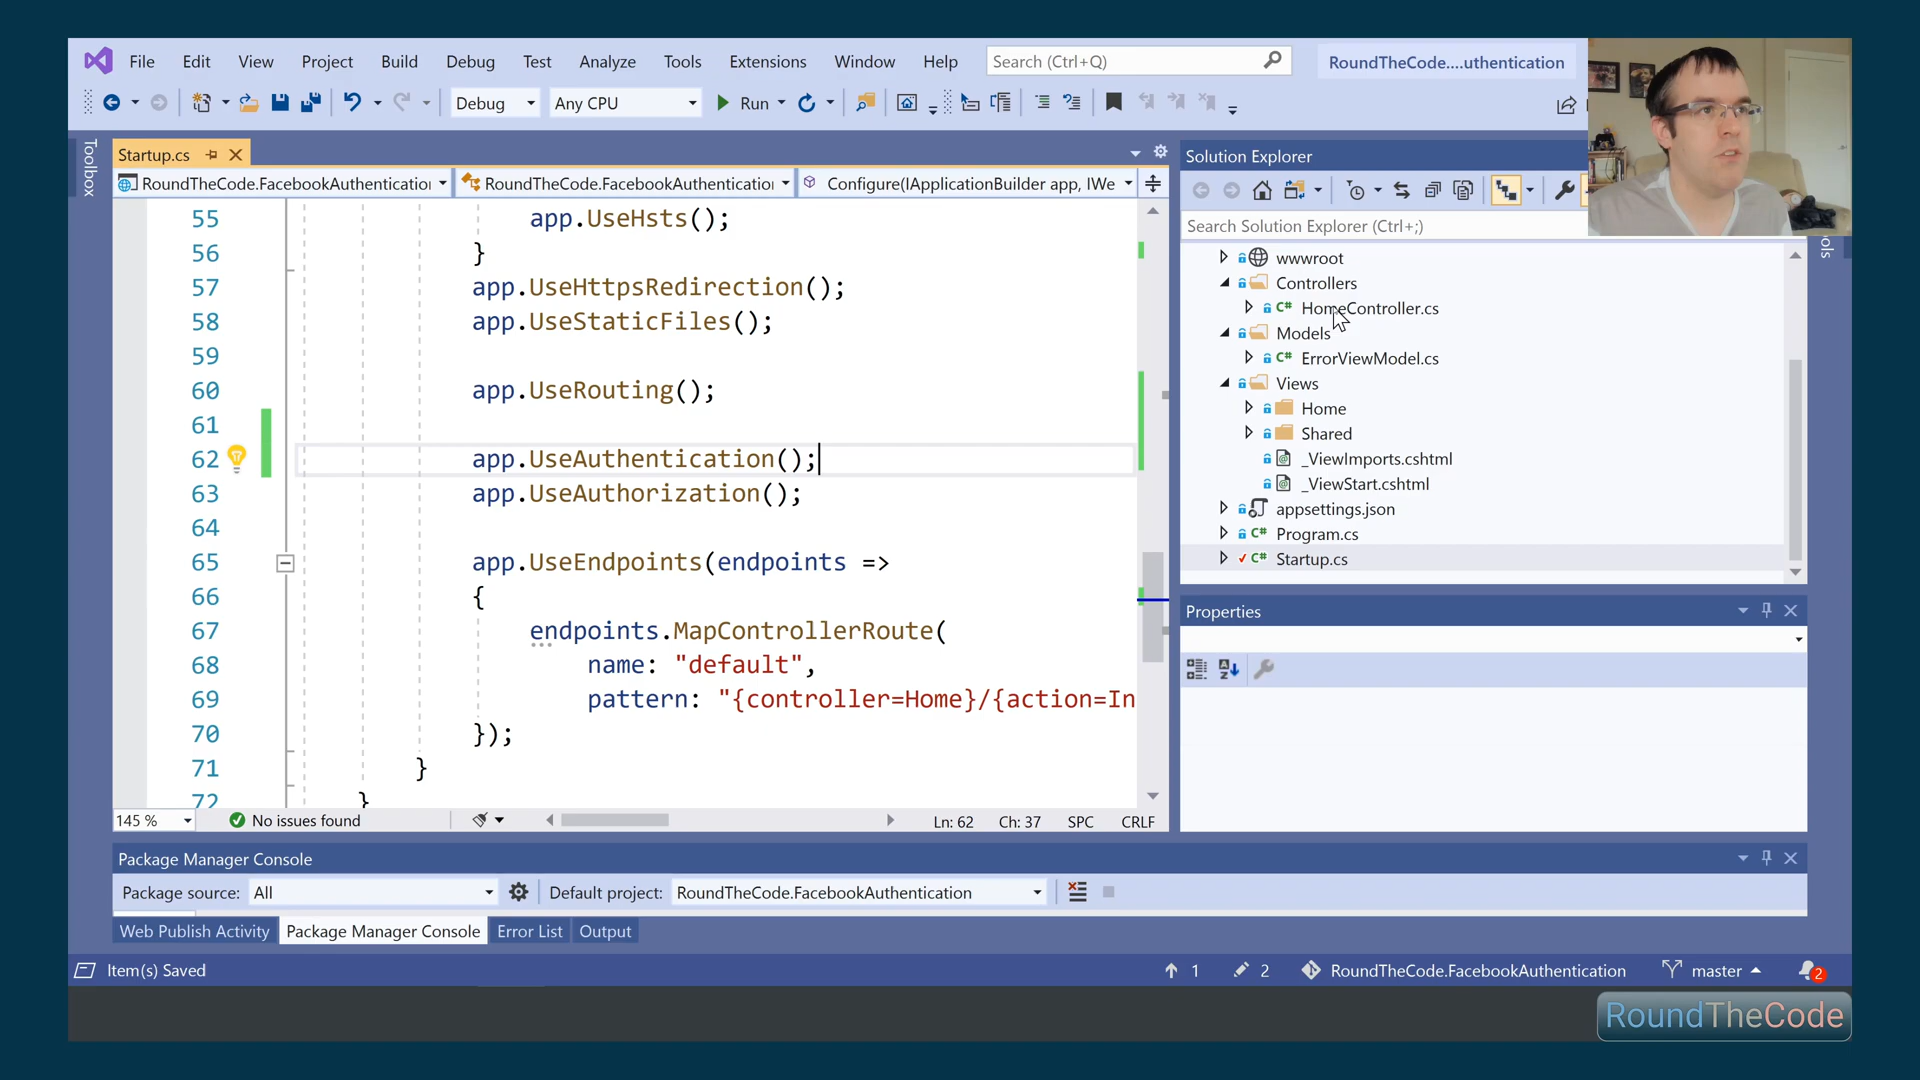 File Edit View Project Build Debug Test Analyze Tools Extensions Window Help Search (Ctrl+Q) RoundTheCode....uthentication
Debug Any CPU Run
Toolbox
Startup.cs
RoundTheCode.FacebookAuthentication RoundTheCode.FacebookAuthenticatio Configure(IApplicationBuilder app, IWe
55 app.UseHsts();
56 }
57 app.UseHttpsRedirection();
58 app.UseStaticFiles();
59
60 app.UseRouting();
61
62 app.UseAuthentication();
63 app.UseAuthorization();
64
65 app.UseEndpoints(endpoints =>
66 {
67 endpoints.MapControllerRoute(
68 name: "default",
69 pattern: "{controller=Home}/{action=In
70 });
71 }
72 }
145 % No issues found Ln: 62 Ch: 37 SPC CRLF
Solution Explorer
Search Solution Explorer (Ctrl+;)
wwwroot
Controllers
C# HomeController.cs
Models
C# ErrorViewModel.cs
Views
Home
Shared
_ViewImports.cshtml
_ViewStart.cshtml
appsettings.json
C# Program.cs
C# Startup.cs
Properties
Package Manager Console
Package source: All Default project: RoundTheCode.FacebookAuthentication
Web Publish Activity Package Manager Console Error List Output
Item(s) Saved 1 2 RoundTheCode.FacebookAuthentication master 2
RoundTheCode